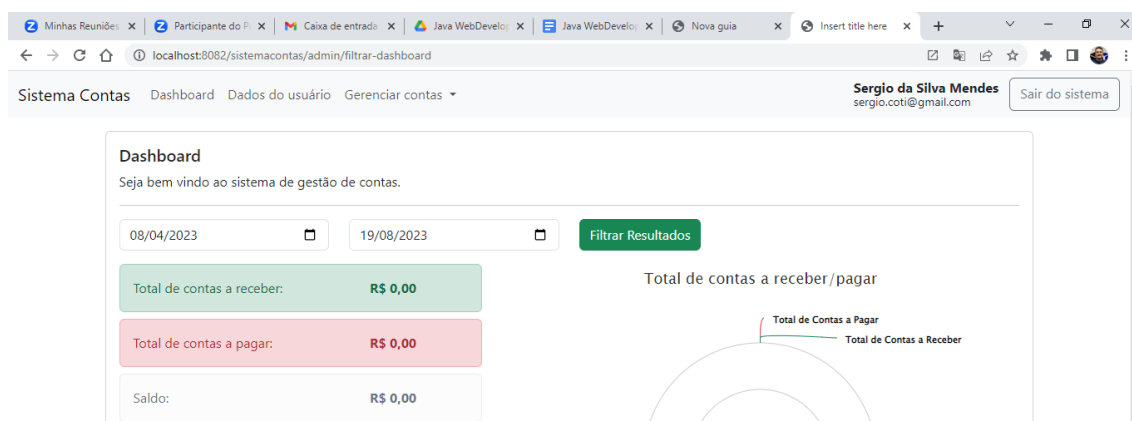 Minhas Reuniões
Participante do P
Caixa de entrada
Java WebDevelop
Java WebDevelop
Nova guia
Insert title here
localhost:8082/sistemacontas/admin/filtrar-dashboard
Sistema Contas Dashboard Dados do usuário Gerenciar contas
Sergio da Silva Mendes
sergio.coti@gmail.com
Sair do sistema
Dashboard
Seja bem vindo ao sistema de gestão de contas.
08/04/2023 19/08/2023 Filtrar Resultados
Total de contas a receber: R$ 0,00
Total de contas a pagar: R$ 0,00
Saldo: R$ 0,00
Total de contas a receber/pagar
Total de Contas a Pagar
Total de Contas a Receber